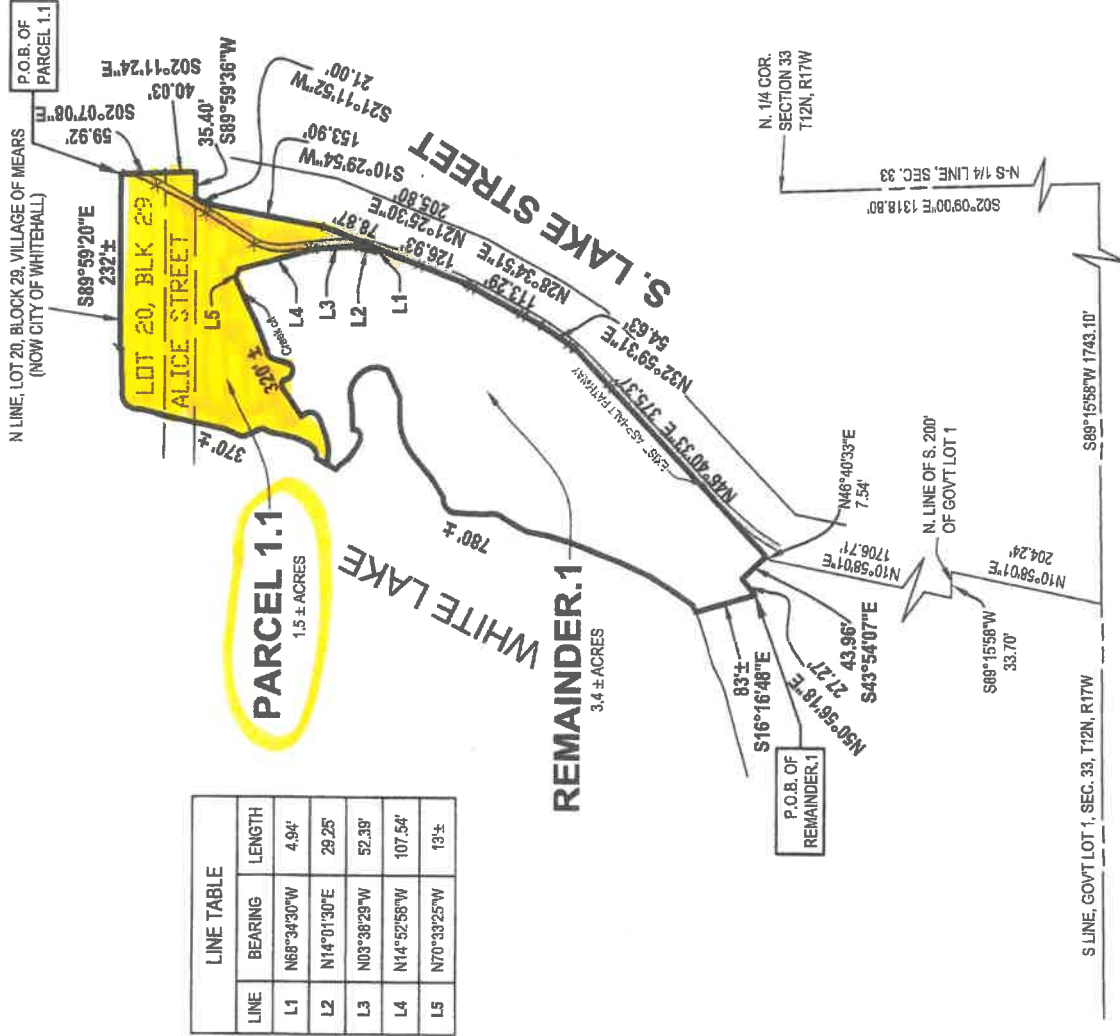 P.O.B. OF
PARCEL 1.1
N LINE, LOT 20, BLOCK 29, VILLAGE OF MEARS
(NOW CITY OF WHITEHALL)
S89°59'20"E
232'±
S02°07'08"E
59.92'
S02°11'24"E
40.03'
35.40'
S89°59'36"W
S21°11'52"W
21.00'
S10°29'54"W
153.90'
LOT 20, BLK 29
ALICE STREET
L5
L4
L3
L2
L1
Creek c/l
320' ±
370' ±
N21°25'30"E
205.80'
78.87'
126.93'
N28°34'51"E
113.29'
N32°59'31"E
54.63'
S. LAKE STREET
N46°40'33"E 375.37'
EXIST ASPHALT PATHWAY
PARCEL 1.1
1.5 ± ACRES
WHITE LAKE
780' ±
REMAINDER.1
3.4 ± ACRES
N46°40'33"E
7.54'
83'±
S16°16'48"E
43.96'
S43°54'07"E
27.27'
N50°56'18"E
P.O.B. OF
REMAINDER.1
N10°58'01"E
1706.71'
N. LINE OF S. 200'
OF GOV'T LOT 1
S89°15'58"W
33.70'
N10°58'01"E
204.24'
N. 1/4 COR.
SECTION 33
T12N, R17W
N-S 1/4 LINE, SEC. 33
S02°09'00"E 1318.80'
S LINE, GOV'T LOT 1, SEC. 33, T12N, R17W
S89°15'58"W 1743.10'
LINE TABLE
LINE BEARING LENGTH
L1 N68°34'30"W 4.94'
L2 N14°01'30"E 29.25'
L3 N03°38'29"W 52.39'
L4 N14°52'58"W 107.54'
L5 N70°33'25"W 13'±